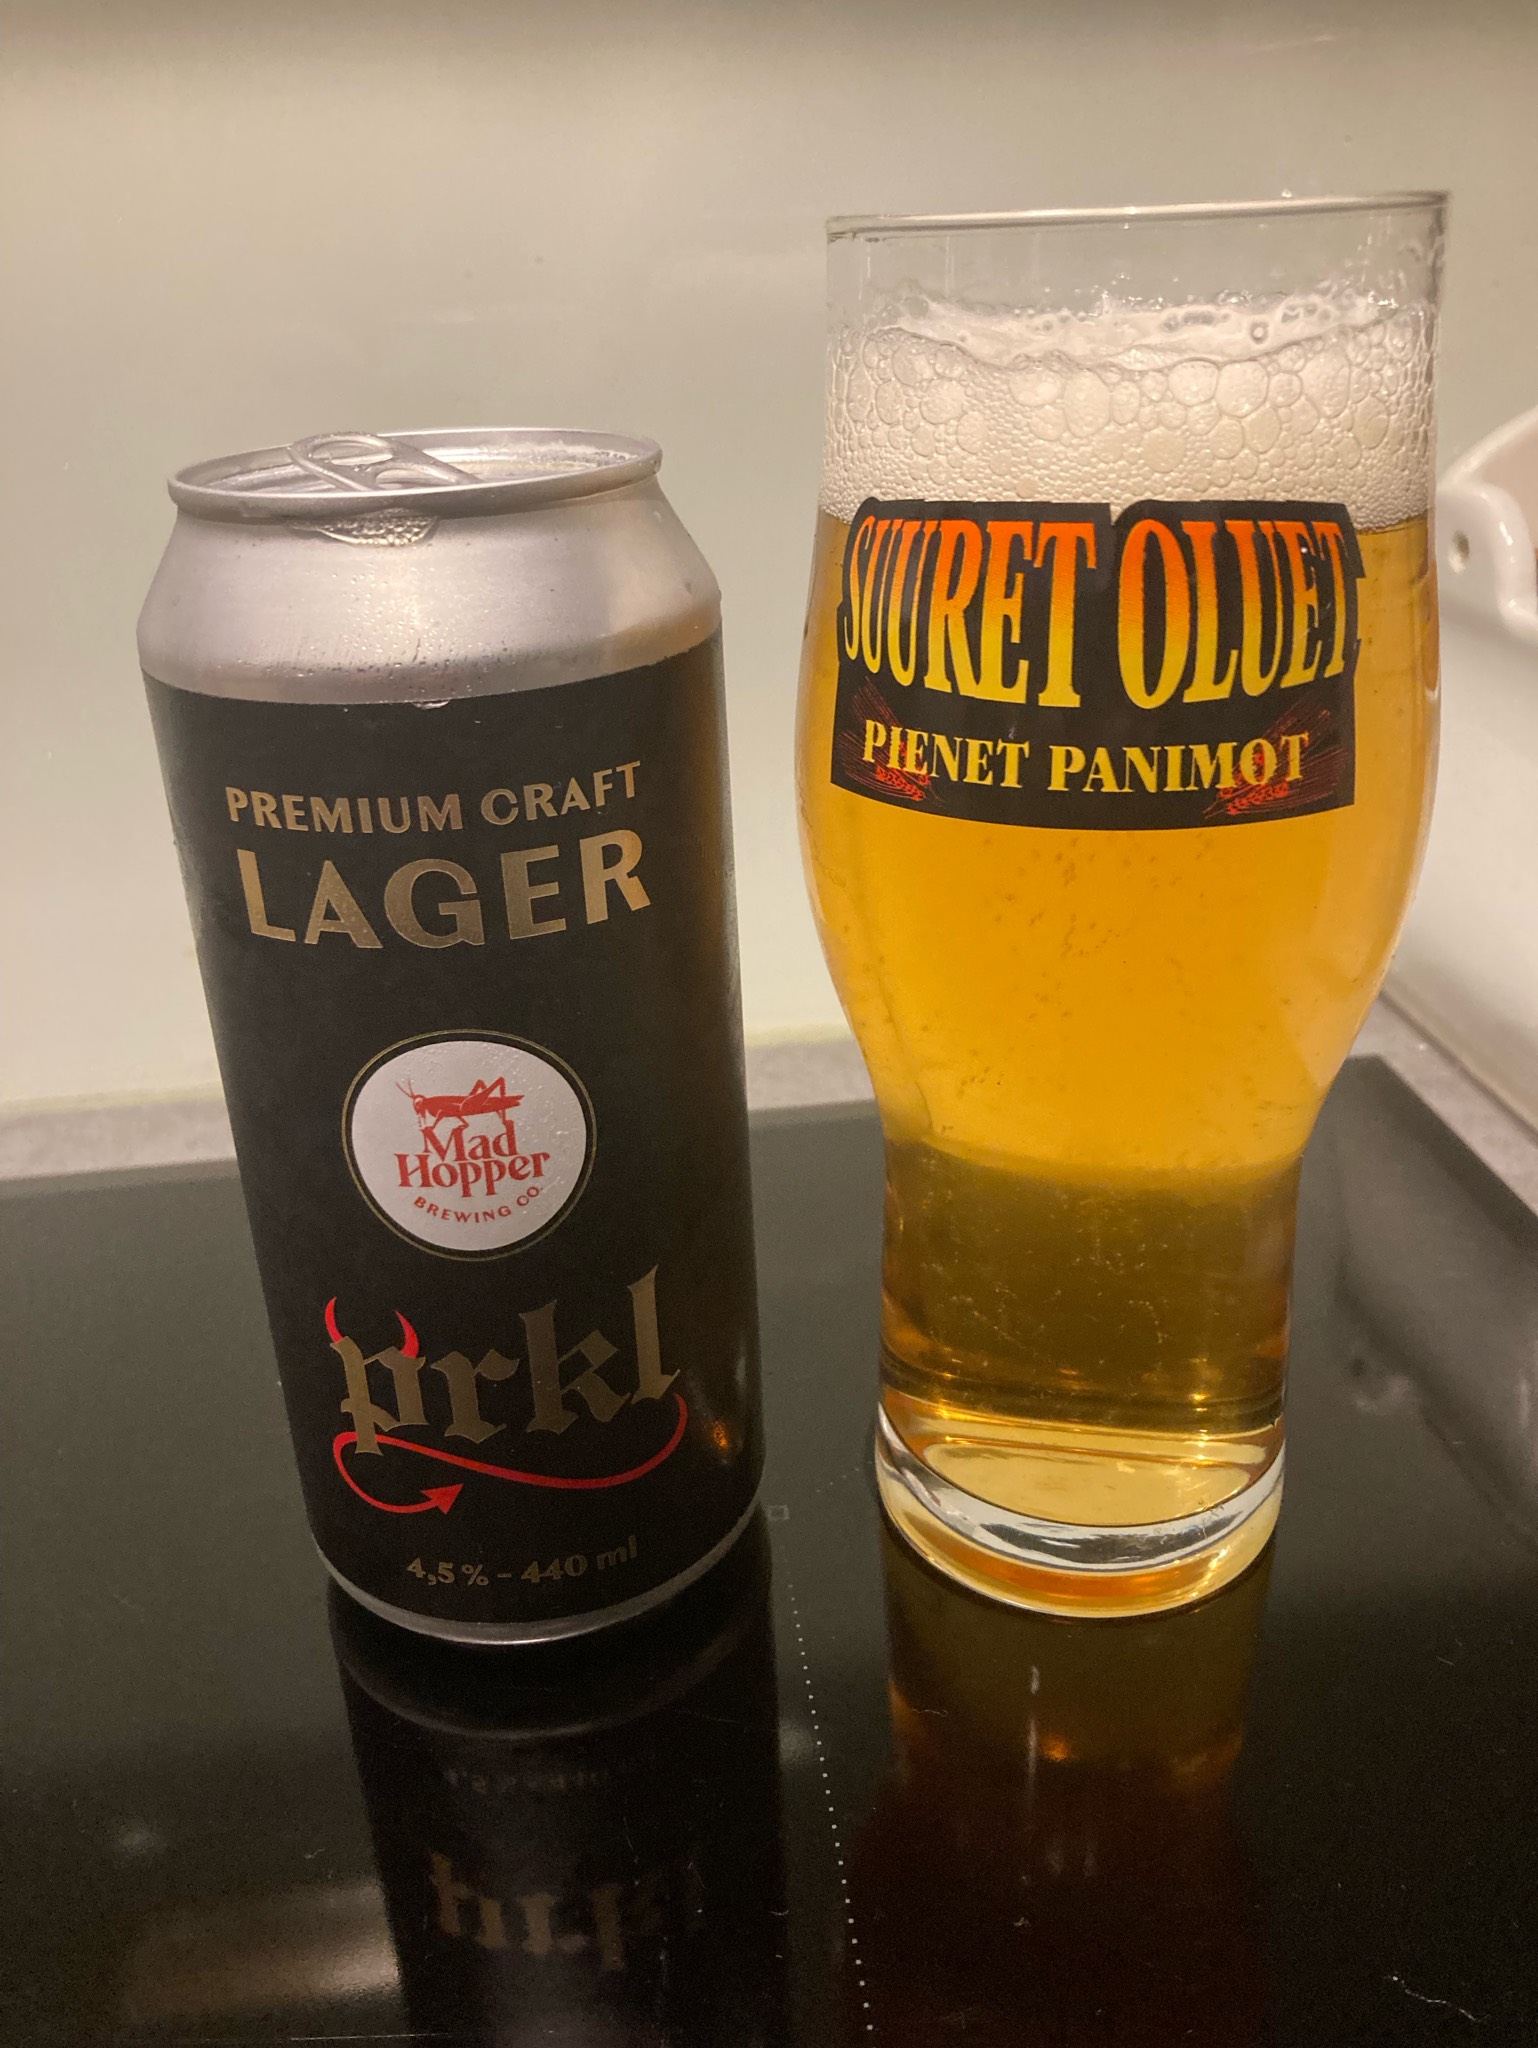 PREMIUM CRAFT
LAGER
Mad
Hopper
BREWING CO.
prkl
4,5% - 440 ml
SUURET OLUET
PIENET PANIMOT